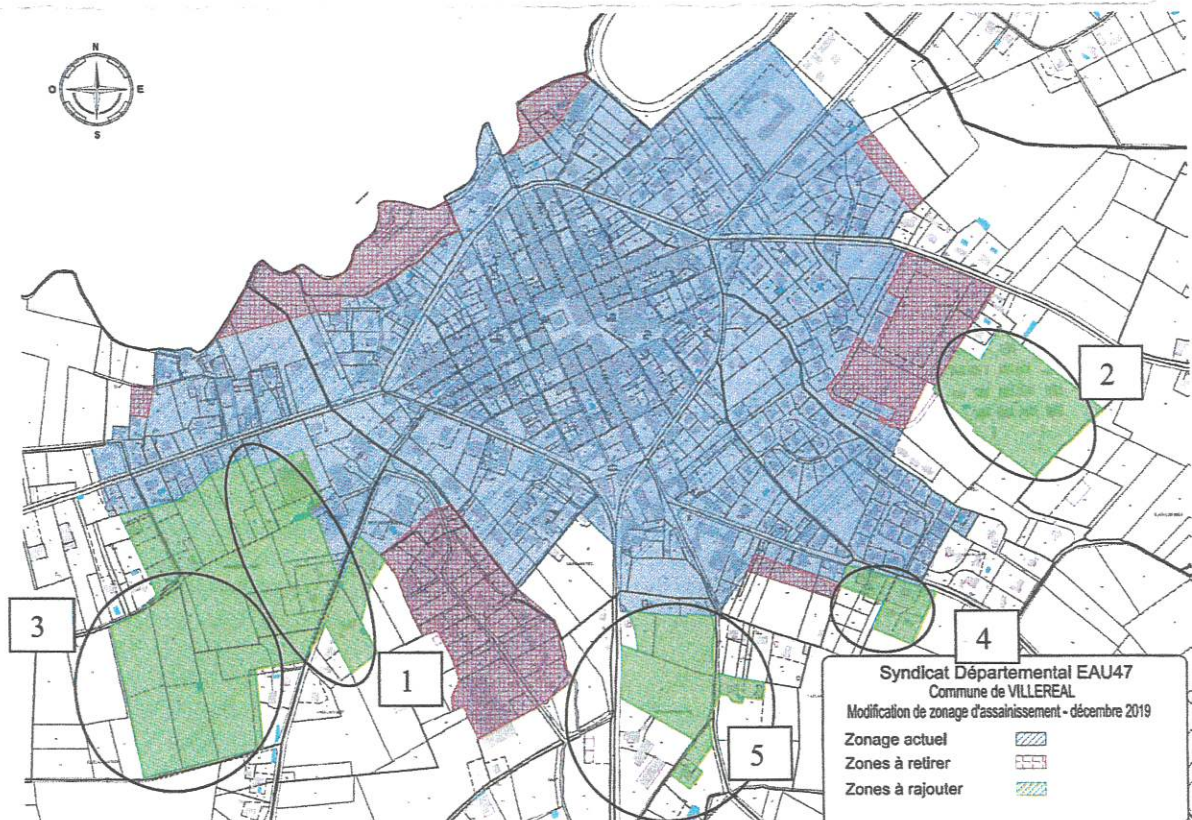 N
O
E
S
2
3
1
4
5
Syndicat Départemental EAU47
Commune de VILLEREAL
Modification de zonage d'assainissement - décembre 2019
Zonage actuel
Zones à retirer
Zones à rajouter